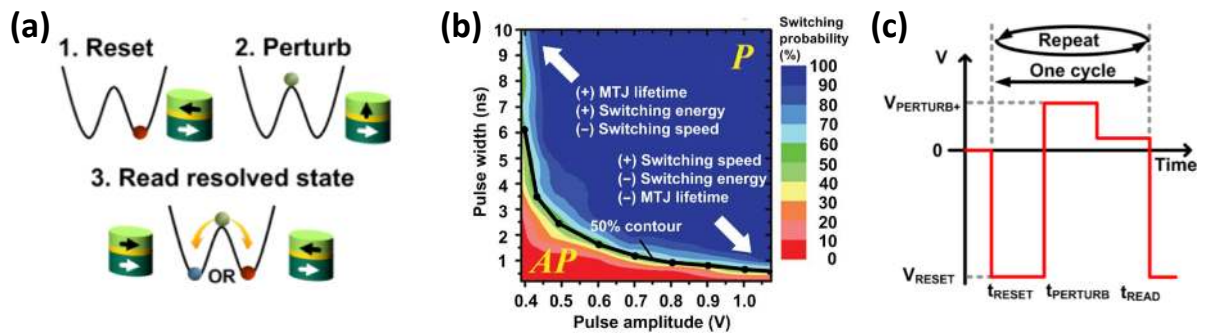 (a)
1. Reset
2. Perturb
3. Read resolved state
OR
(b)
Pulse width (ns)
10
9
8
7
6
5
4
3
2
1
P
(+) MTJ lifetime
(+) Switching energy
(−) Switching speed
(+) Switching speed
(−) Switching energy
(−) MTJ lifetime
50% contour
AP
0.4 0.5 0.6 0.7 0.8 0.9 1.0
Pulse amplitude (V)
Switching
probability
(%)
100
90
80
70
60
50
40
30
20
10
0
(c)
Repeat
V
One cycle
VPERTURB+
0
Time
VRESET
tRESET tPERTURB tREAD